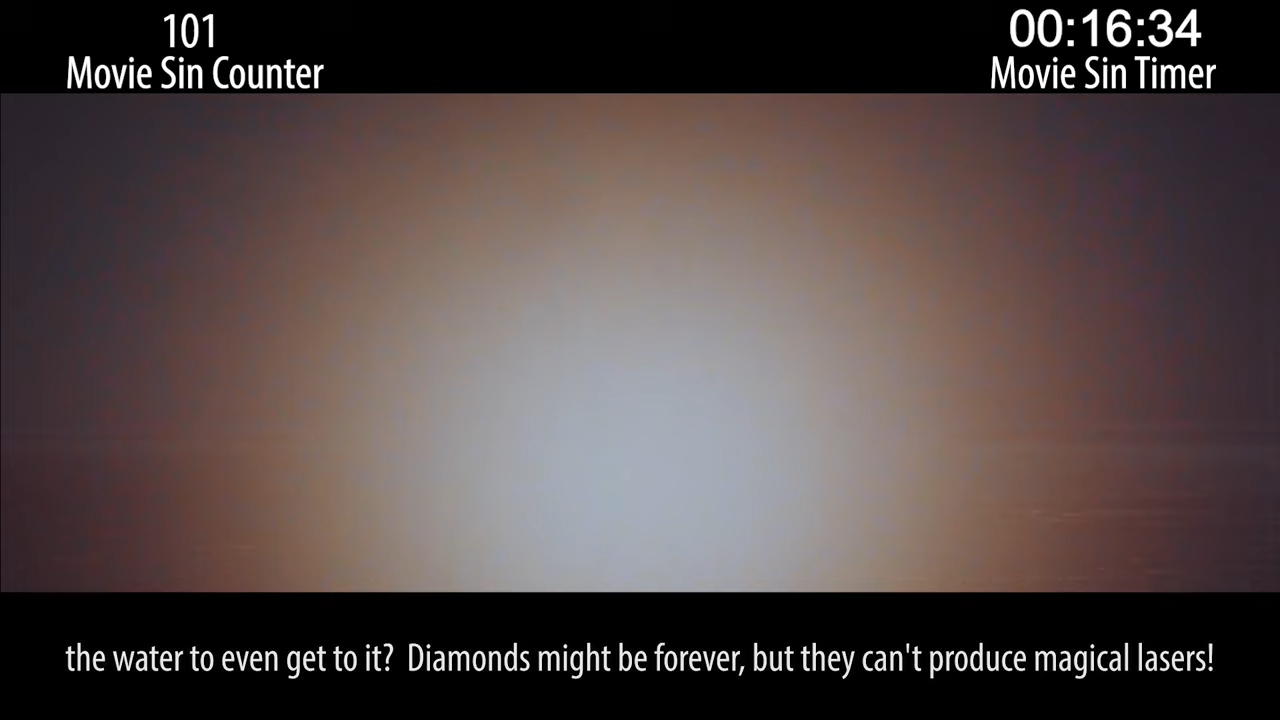 101
Movie Sin Counter
00:16:34
Movie Sin Timer
the water to even get to it?  Diamonds might be forever, but they can't produce magical lasers!